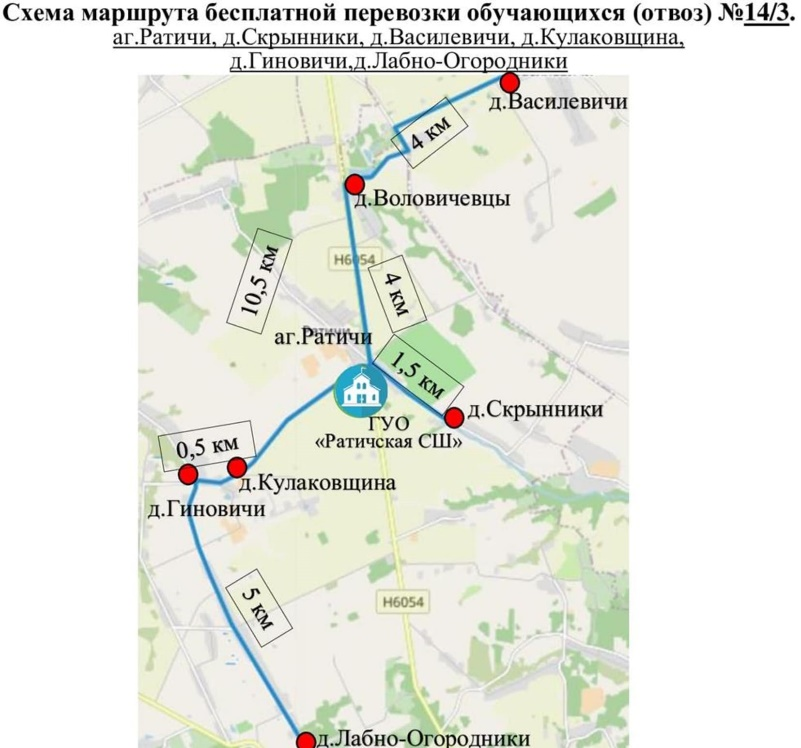 Схема маршрута бесплатной перевозки обучающихся (отвоз) №14/3.
аг.Ратичи, д.Скрынники, д.Василевичи, д.Кулаковщина,
д.Гиновичи,д.Лабно-Огородники
д.Василевичи
4 км
д.Воловичевцы
Н6054
10,5 км
4 км
Ратичи
аг.Ратичи
1,5 км
д.Скрынники
ГУО
«Ратичская СШ»
0,5 км
д.Кулаковщина
д.Гиновичи
5 км
Н6054
д.Лабно-Огородники